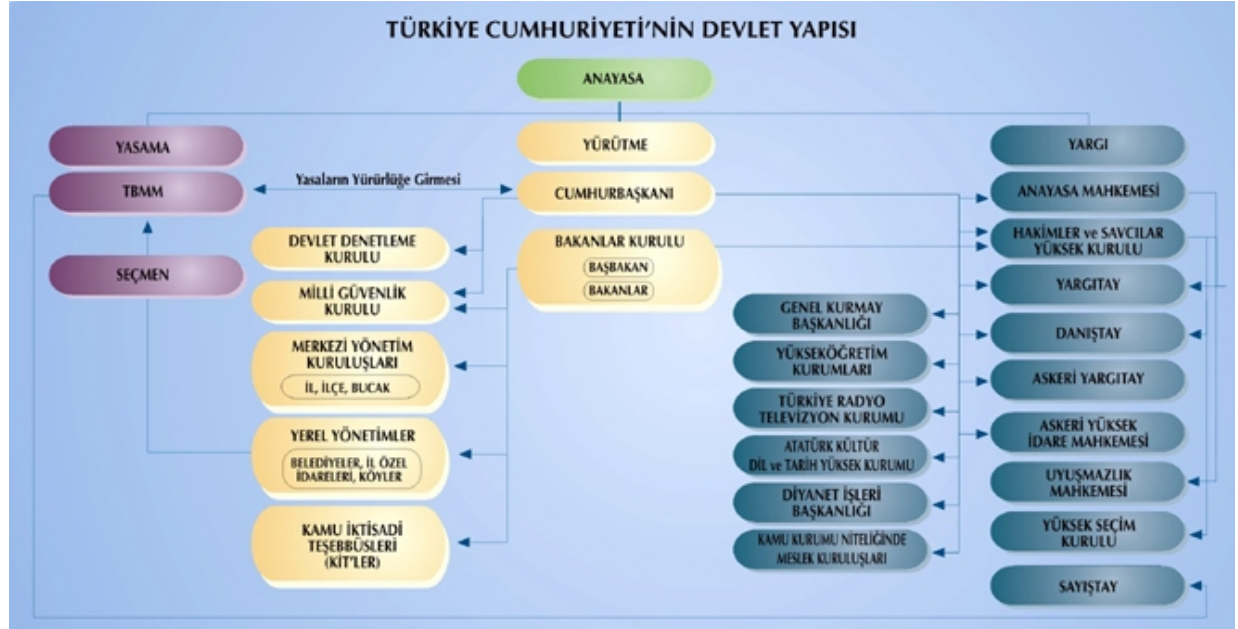 TÜRKİYE CUMHURİYETİ'NİN DEVLET YAPISI
ANAYASA
YASAMA
TBMM
SEÇMEN
Yasaların Yürürlüğe Girmesi
YÜRÜTME
CUMHURBAŞKANI
BAKANLAR KURULU
BAŞBAKAN
BAKANLAR
DEVLET DENETLEME
KURULU
MİLLİ GÜVENLİK
KURULU
MERKEZİ YÖNETİM
KURULUŞLARI
İL, İLÇE, BUCAK
YEREL YÖNETİMLER
BELEDİYELER, İL ÖZEL
İDARELERİ, KÖYLER
KAMU İKTİSADİ
TEŞEBBÜSLERİ
(KİT'LER)
GENEL KURMAY
BAŞKANLIĞI
YÜKSEKÖĞRETİM
KURUMLARI
TÜRKİYE RADYO
TELEVİZYON KURUMU
ATATÜRK KÜLTÜR
DİL ve TARİH YÜKSEK KURUMU
DİYANET İŞLERİ
BAŞKANLIĞI
KAMU KURUMU NİTELİĞİNDE
MESLEK KURULUŞLARI
YARGI
ANAYASA MAHKEMESİ
HAKİMLER ve SAVCILAR
YÜKSEK KURULU
YARGITAY
DANIŞTAY
ASKERİ YARGITAY
ASKERİ YÜKSEK
İDARE MAHKEMESİ
UYUŞMAZLIK
MAHKEMESİ
YÜKSEK SEÇİM
KURULU
SAYIŞTAY